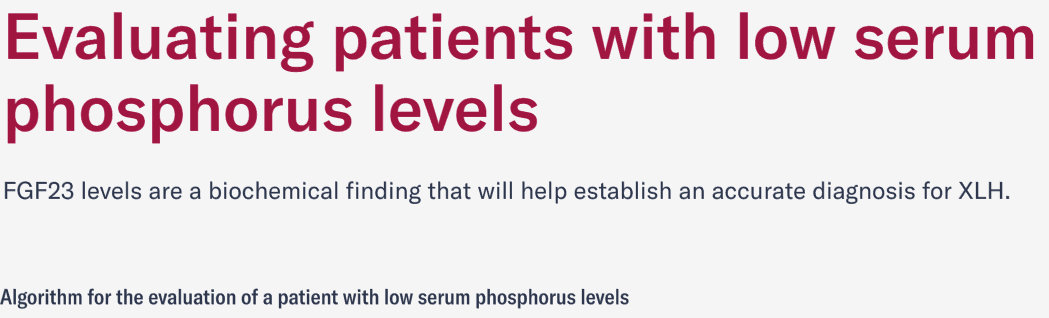 Evaluating patients with low serum
phosphorus levels
FGF23 levels are a biochemical finding that will help establish an accurate diagnosis for XLH.
Algorithm for the evaluation of a patient with low serum phosphorus levels